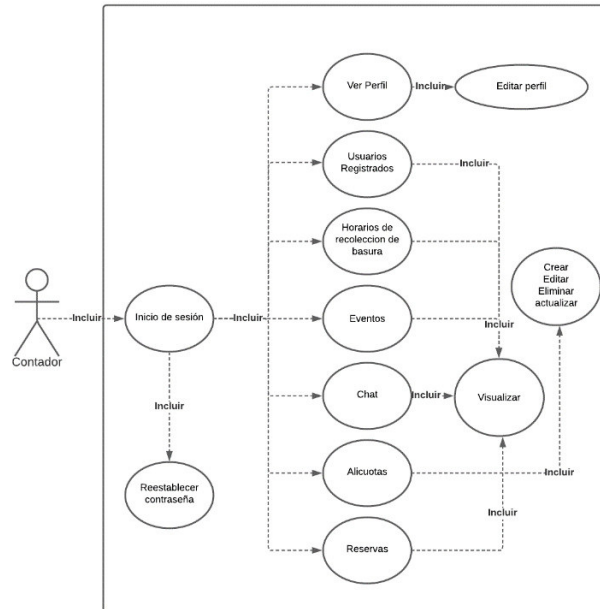 Ver Perfil
Incluir
Editar perfil
Usuarios
Registrados
Incluir
Horarios de
recoleccion de
basura
Crear
Editar
Eliminar
actualizar
Contador
Incluir
Inicio de sesión
Incluir
Eventos
Incluir
Incluir
Chat
Incluir
Visualizar
Reestablecer
contraseña
Alicuotas
Incluir
Reservas
Incluir